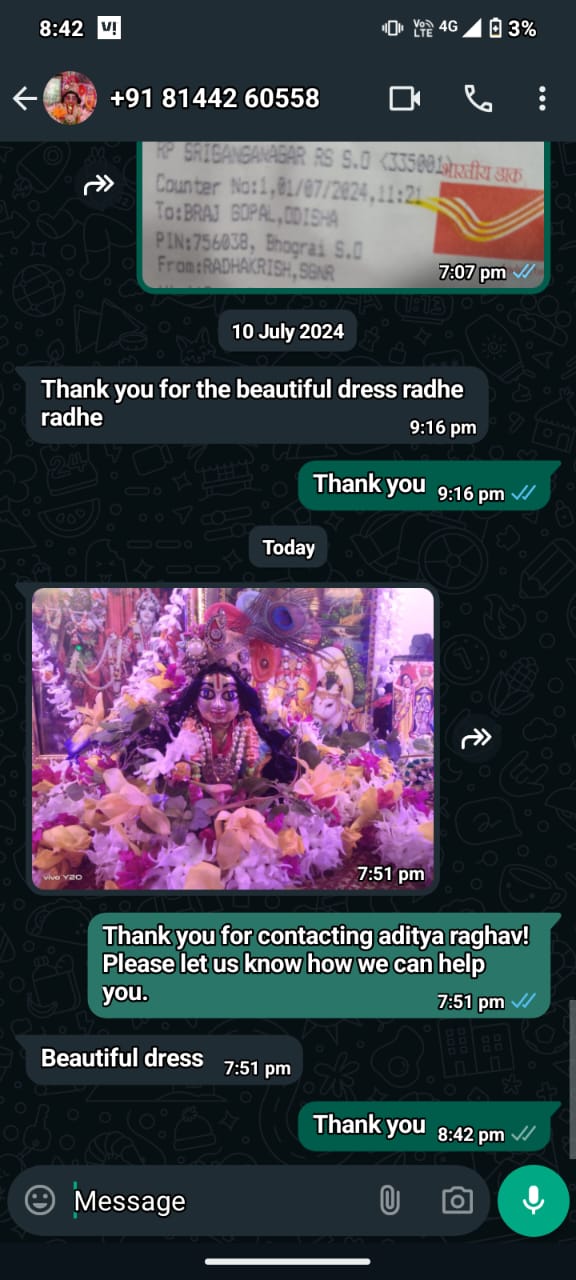 8:42
Vo))
LTE
4G
3%
+91 81442 60558
RP SRIGANGANAGAR RS S.O <335001>
भारतीय डाक
Counter No:1,01/07/2024,11:21
To:BRAJ GOPAL,ODISHA
PIN:756038, Bhograi S.O
From:RADHAKRISH,SGNR
7:07 pm
10 July 2024
Thank you for the beautiful dress radhe
radhe
9:16 pm
Thank you
9:16 pm
Today
vivo Y20
7:51 pm
Thank you for contacting aditya raghav!
Please let us know how we can help
you.
7:51 pm
Beautiful dress
7:51 pm
Thank you
8:42 pm
Message